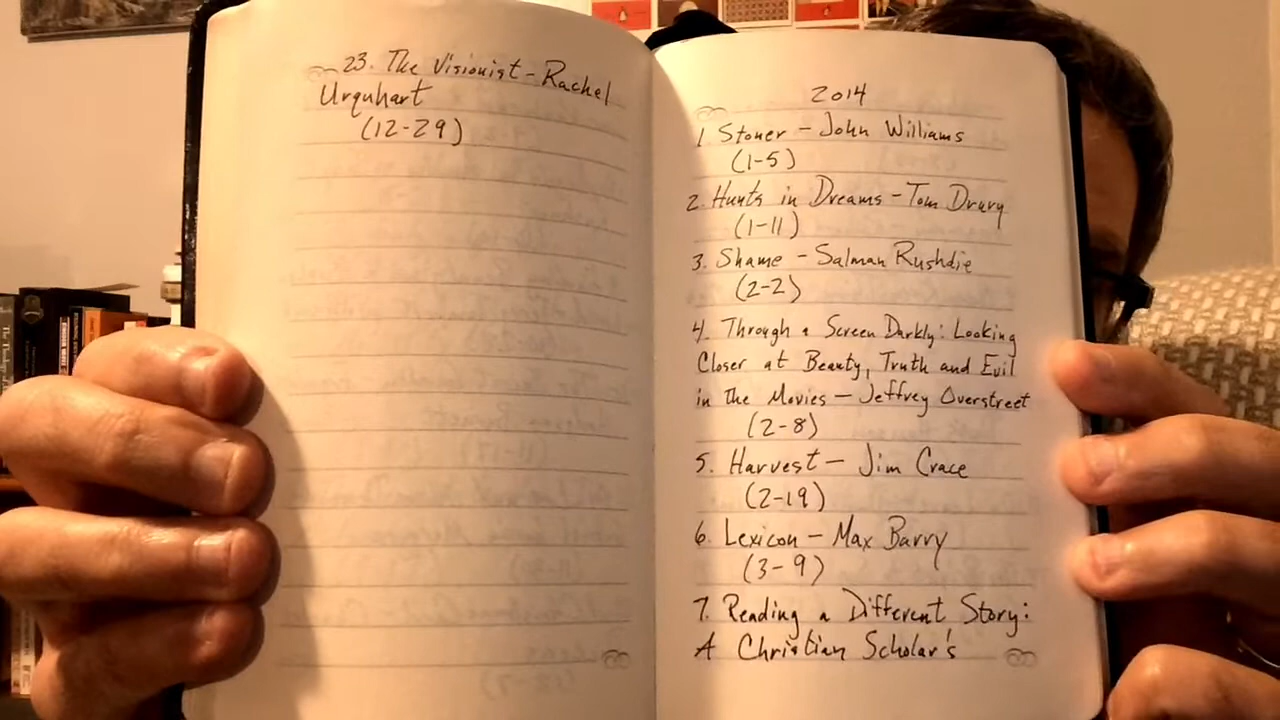 23. The Visionist - Rachel
Urquhart
(12-29)
2014
1. Stoner - John Williams
(1-5)
2. Hunts in Dreams - Tom Drury
(1-11)
3. Shame - Salman Rushdie
(2-2)
4. Through a Screen Darkly: Looking
Closer at Beauty, Truth and Evil
in the Movies - Jeffrey Overstreet
(2-8)
5. Harvest - Jim Crace
(2-19)
6. Lexicon - Max Barry
(3-9)
7. Reading a Different Story:
A Christian Scholar's